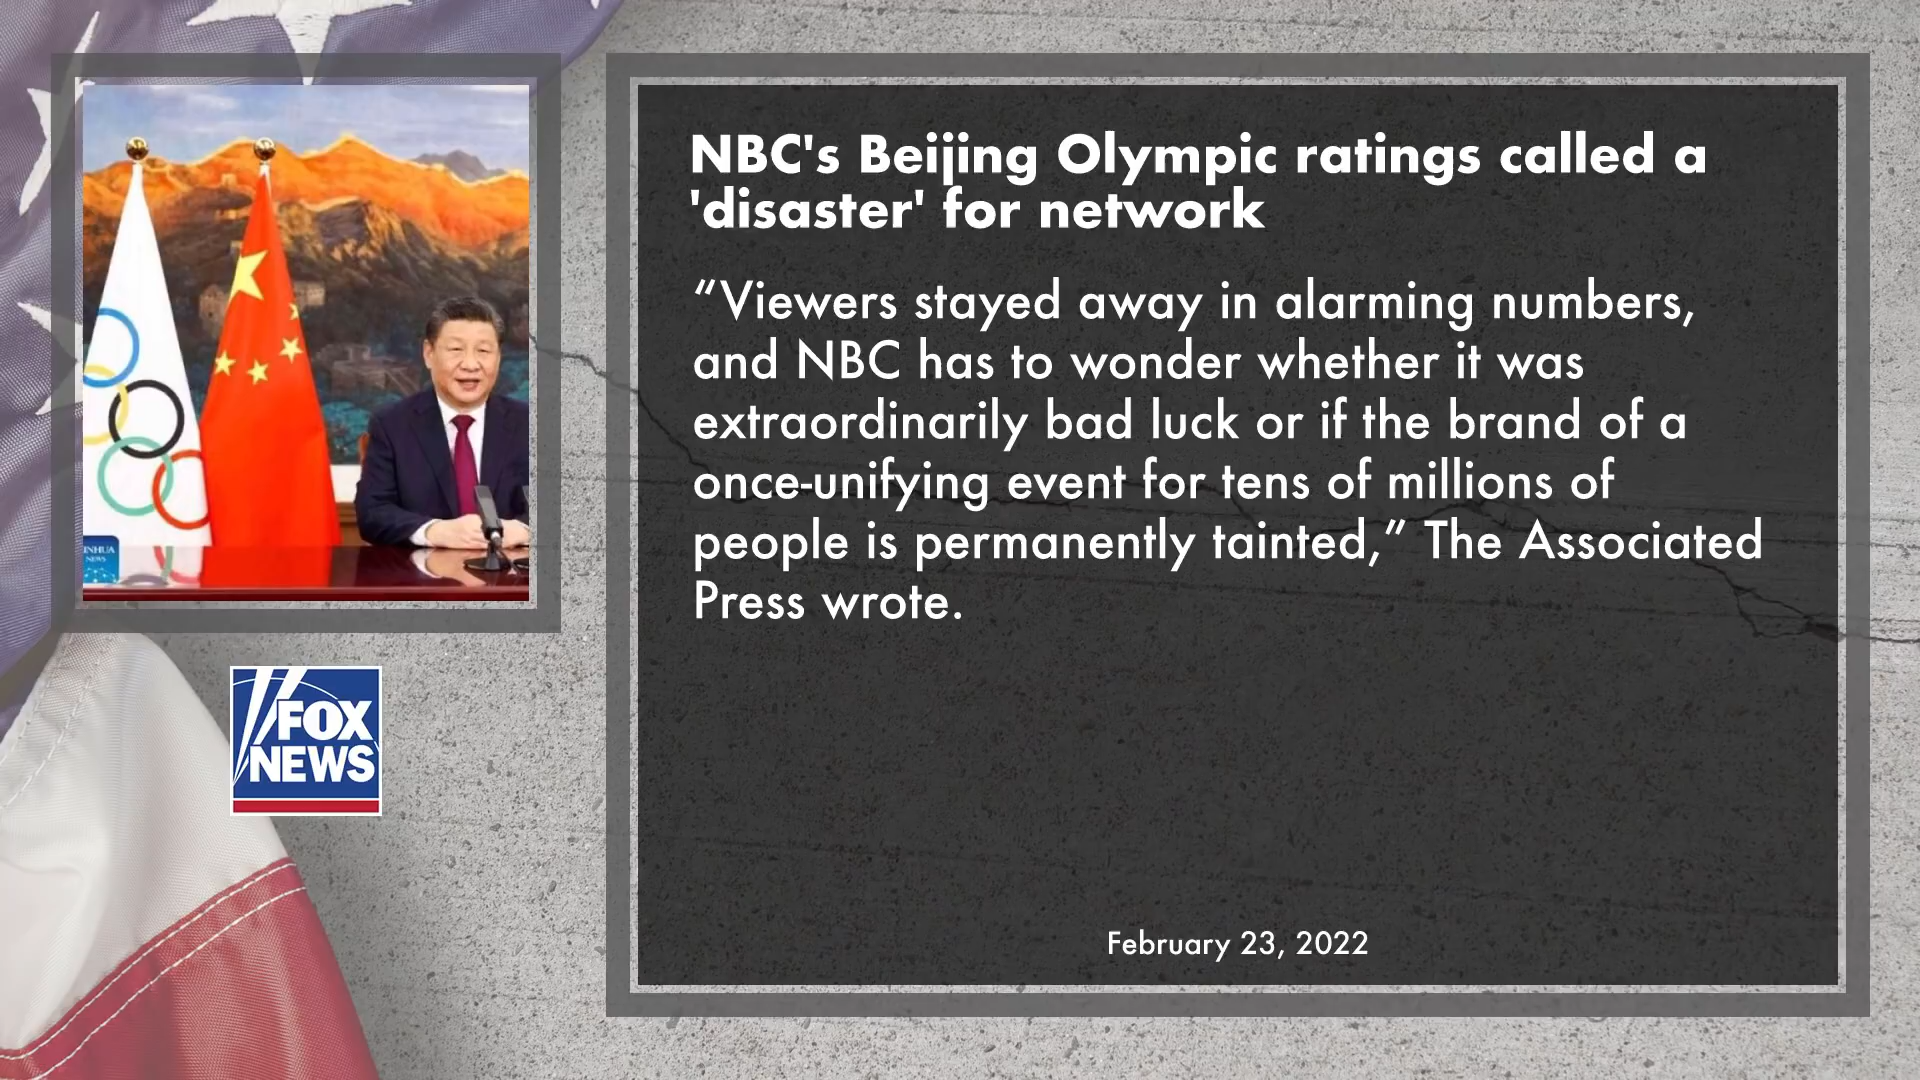 NBC's Beijing Olympic ratings called a
'disaster' for network
“Viewers stayed away in alarming numbers,
and NBC has to wonder whether it was
extraordinarily bad luck or if the brand of a
once-unifying event for tens of millions of
people is permanently tainted,” The Associated
Press wrote.
February 23, 2022
INHUA
NEWS
FOX
NEWS